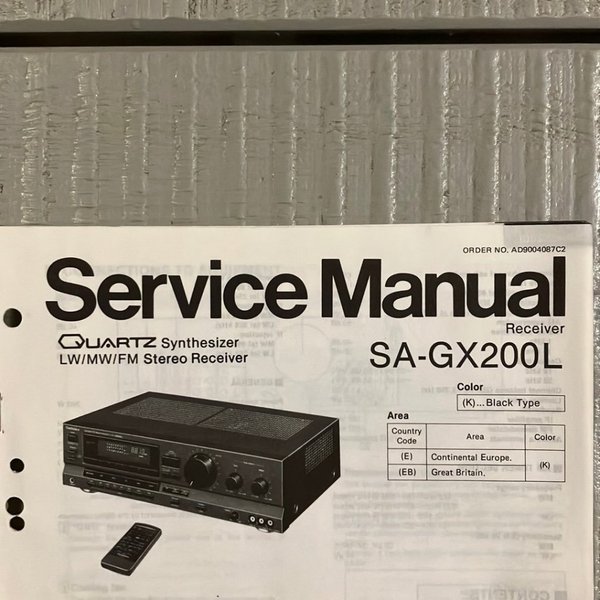 ORDER NO. AD9004087C2
Service Manual
Receiver
QUARTZ Synthesizer
LW/MW/FM Stereo Receiver
SA-GX200L
Color
(K)...Black Type
Area
Country Code Area Color
(E) Continental Europe. (K)
(EB) Great Britain.
CONTENTS